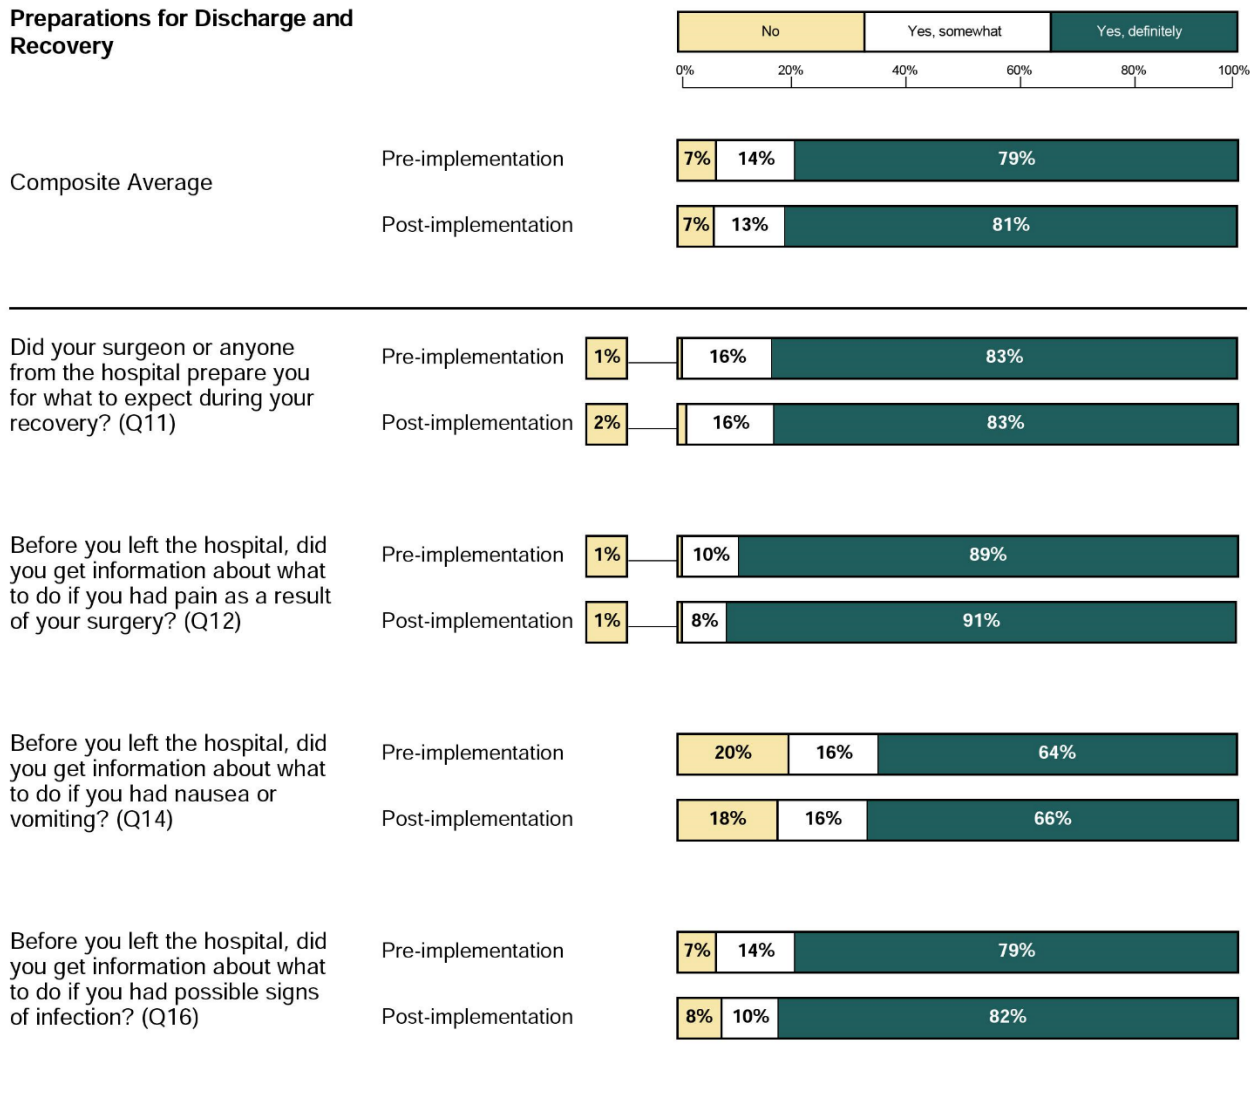 Preparations for Discharge and
Recovery
No Yes, somewhat Yes, definitely
0% 20% 40% 60% 80% 100%
Composite Average
Pre-implementation 7% 14% 79%
Post-implementation 7% 13% 81%
Did your surgeon or anyone
from the hospital prepare you
for what to expect during your
recovery? (Q11)
Pre-implementation 1% 16% 83%
Post-implementation 2% 16% 83%
Before you left the hospital, did
you get information about what
to do if you had pain as a result
of your surgery? (Q12)
Pre-implementation 1% 10% 89%
Post-implementation 1% 8% 91%
Before you left the hospital, did
you get information about what
to do if you had nausea or
vomiting? (Q14)
Pre-implementation 20% 16% 64%
Post-implementation 18% 16% 66%
Before you left the hospital, did
you get information about what
to do if you had possible signs
of infection? (Q16)
Pre-implementation 7% 14% 79%
Post-implementation 8% 10% 82%